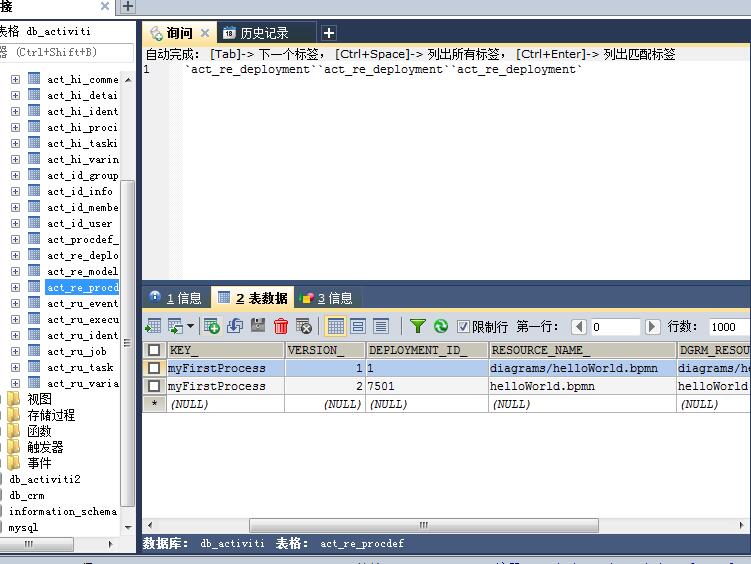 接
表格 db_activiti
器 (Ctrl+Shift+B)
act_hi_comme
act_hi_detai
act_hi_ident
act_hi_proci
act_hi_taski
act_hi_varin
act_id_group
act_id_info
act_id_membe
act_id_user
act_procdef_
act_re_deplo
act_re_model
act_re_procd
act_ru_event
act_ru_execu
act_ru_ident
act_ru_job
act_ru_task
act_ru_varia
视图
存储过程
函数
触发器
事件
db_activiti2
db_crm
information_schema
mysql
询问 历史记录
自动完成: [Tab]-> 下一个标签, [Ctrl+Space]-> 列出所有标签, [Ctrl+Enter]-> 列出匹配标签
1 `act_re_deployment``act_re_deployment``act_re_deployment`
1 信息 2 表数据 3 信息
限制行 第一行: 0 行数: 1000
KEY_ VERSION_ DEPLOYMENT_ID_ RESOURCE_NAME_ DGRM_RESOU
myFirstProcess 1 1 diagrams/helloWorld.bpmn diagrams/he
myFirstProcess 2 7501 helloWorld.bpmn helloWorld
* (NULL) (NULL) (NULL) (NULL) (NULL)
数据库: db_activiti 表格: act_re_procdef